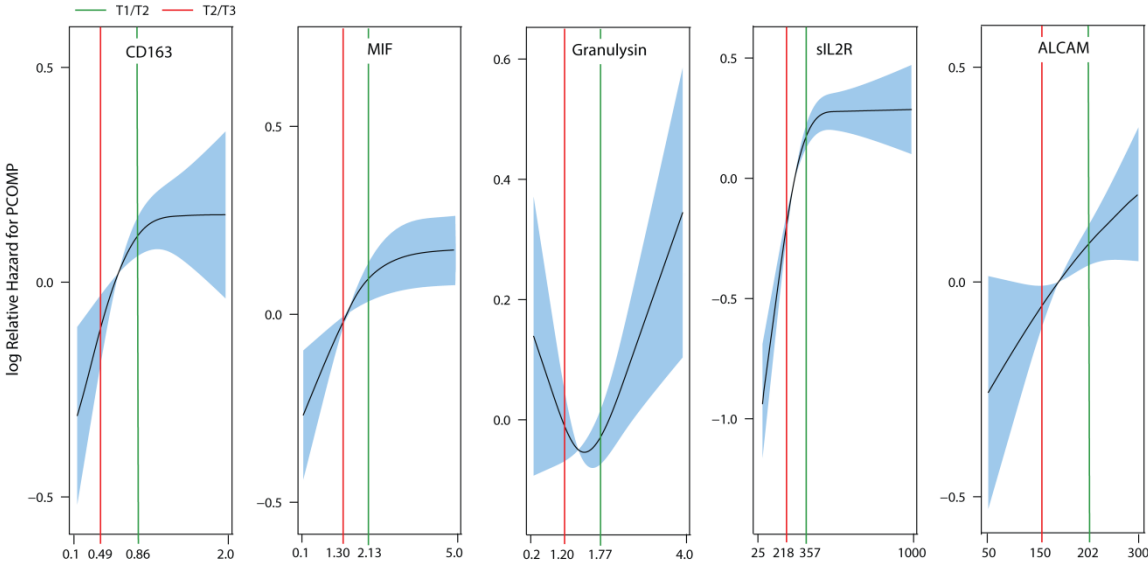 T1/T2 T2/T3
log Relative Hazard for PCOMP
CD163
0.5
0.0
−0.5
0.1 0.49 0.86 2.0
MIF
0.5
0.0
−0.5
0.1 1.30 2.13 5.0
Granulysin
0.6
0.4
0.2
0.0
0.2 1.20 1.77 4.0
sIL2R
0.5
0.0
−0.5
−1.0
25 218 357 1000
ALCAM
0.5
0.0
−0.5
50 150 202 300